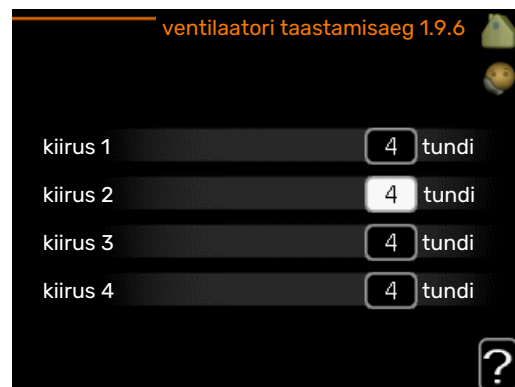 ventilaatori taastamisaeg 1.9.6
kiirus 1 4 tundi
kiirus 2 4 tundi
kiirus 3 4 tundi
kiirus 4 4 tundi
?